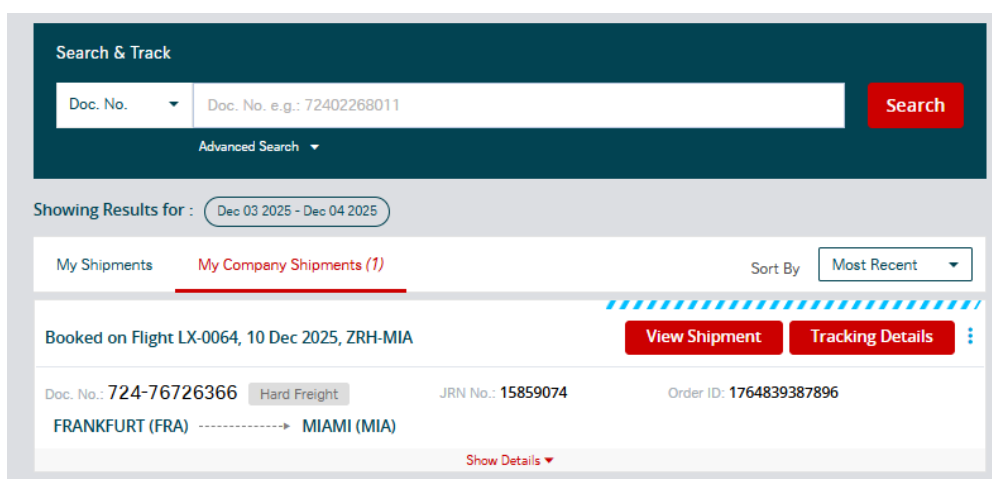 Search & Track
Doc. No. Doc. No. e.g.: 72402268011 Search
Advanced Search
Showing Results for : Dec 03 2025 - Dec 04 2025
My Shipments My Company Shipments (1) Sort By Most Recent
Booked on Flight LX-0064, 10 Dec 2025, ZRH-MIA View Shipment Tracking Details
Doc. No.: 724-76726366 Hard Freight JRN No.: 15859074 Order ID: 1764839387896
FRANKFURT (FRA) MIAMI (MIA)
Show Details